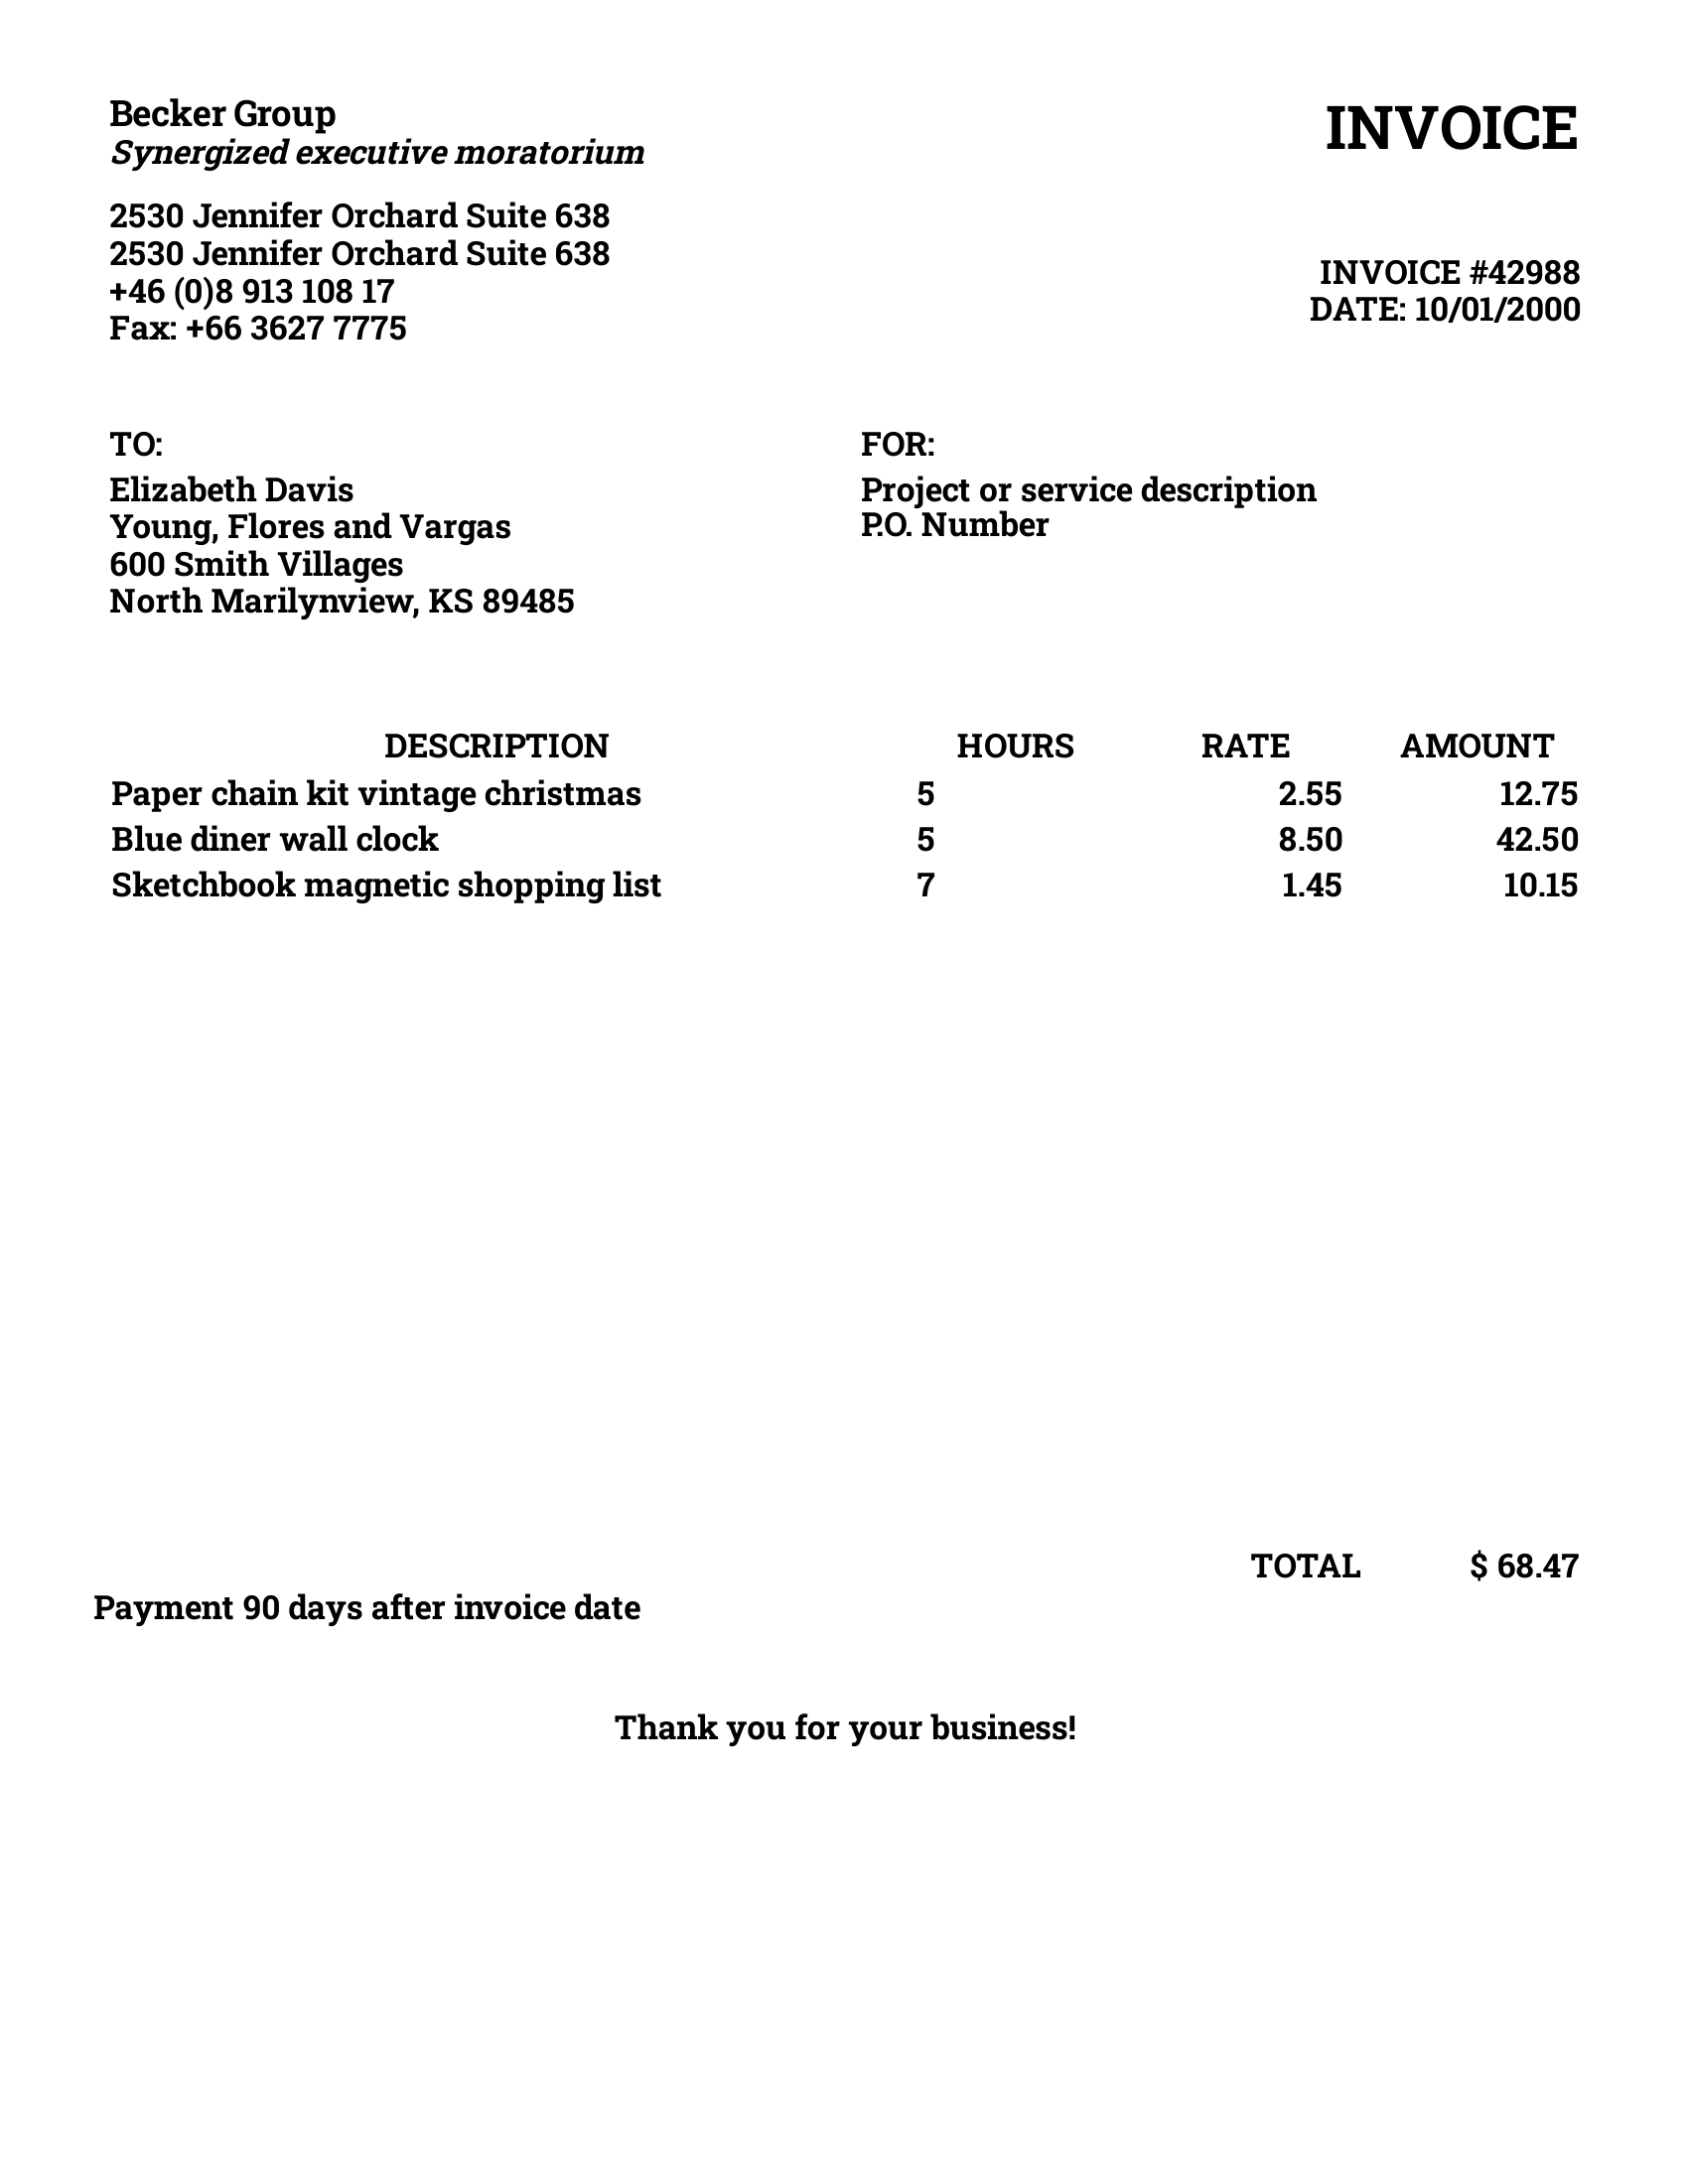 Becker Group
Synergized executive moratorium
INVOICE
2530 Jennifer Orchard Suite 638
2530 Jennifer Orchard Suite 638
+46 (0)8 913 108 17
Fax: +66 3627 7775
INVOICE #42988
DATE: 10/01/2000
TO:
Elizabeth Davis
Young, Flores and Vargas
600 Smith Villages
North Marilynview, KS 89485
FOR:
Project or service description
P.O. Number
DESCRIPTION HOURS RATE AMOUNT
Paper chain kit vintage christmas 5 2.55 12.75
Blue diner wall clock 5 8.50 42.50
Sketchbook magnetic shopping list 7 1.45 10.15
TOTAL $ 68.47
Payment 90 days after invoice date
Thank you for your business!